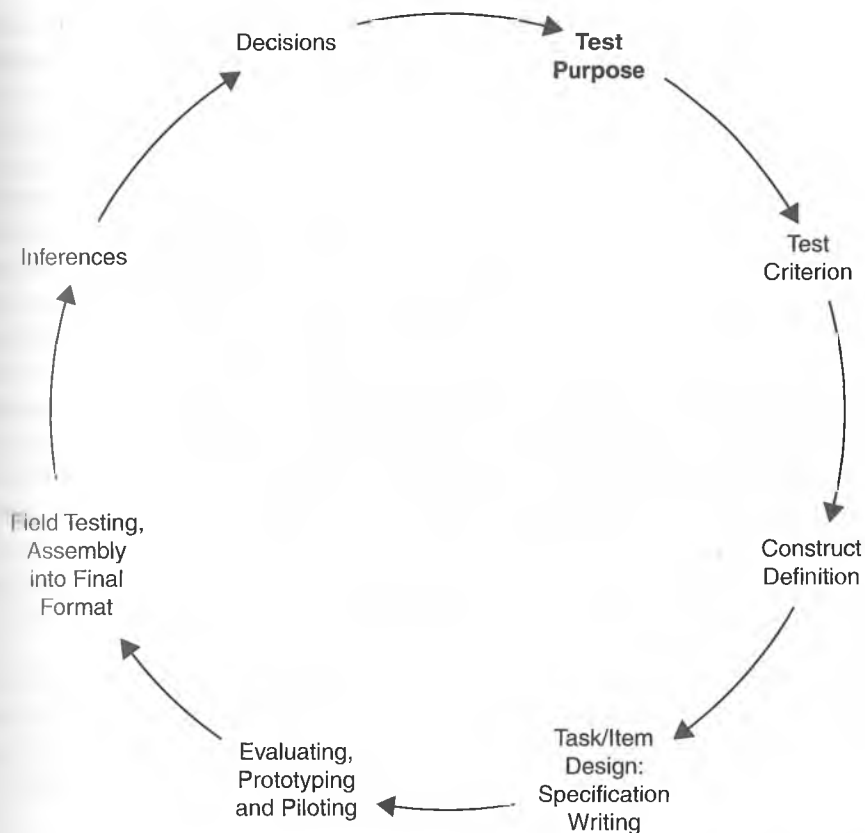 Decisions
Test
Purpose
Test
Criterion
Construct
Definition
Task/Item
Design:
Specification
Writing
Evaluating,
Prototyping
and Piloting
Field Testing,
Assembly
into Final
Format
Inferences